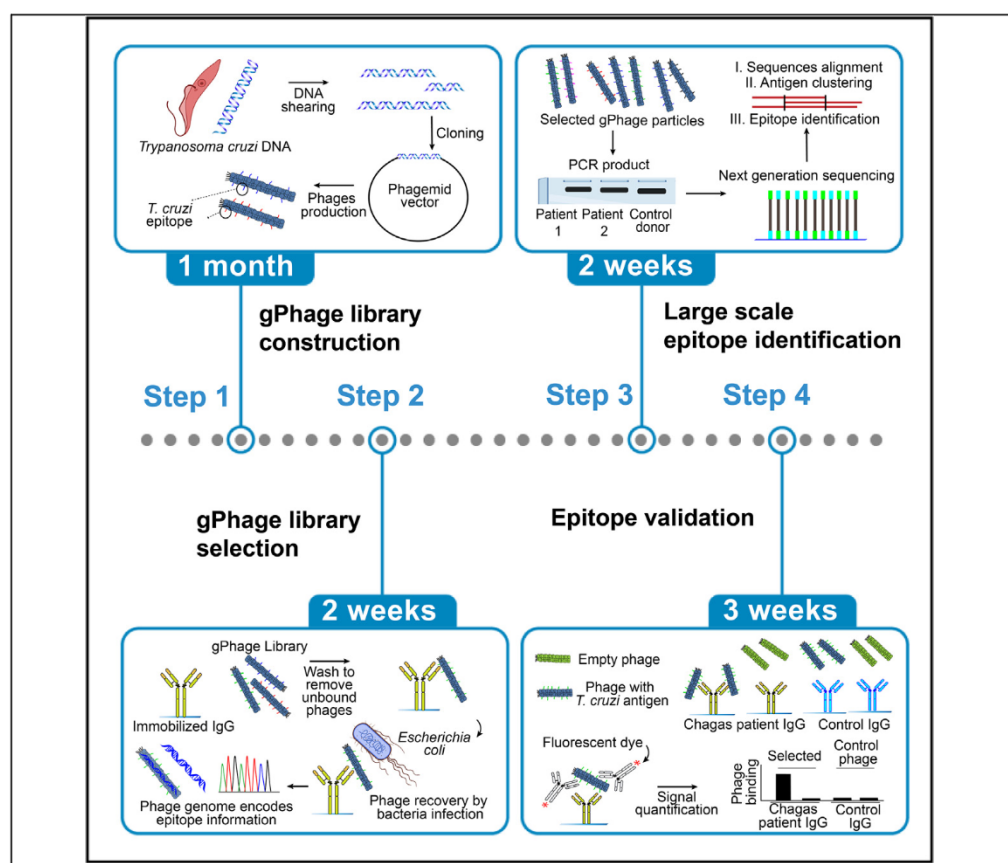 DNA
shearing
Cloning
Trypanosoma cruzi DNA
Phagemid
vector
Phages
production
T. cruzi
epitope
1 month
gPhage library
construction
Step 1
Selected gPhage particles
PCR product
Patient
1
Patient
2
Control
donor
Next generation sequencing
I. Sequences alignment
II. Antigen clustering
III. Epitope identification
2 weeks
Large scale
epitope identification
Step 2
Step 3
Step 4
gPhage library
selection
2 weeks
gPhage Library
Immobilized IgG
Wash to
remove
unbound
phages
Escherichia
coli
Phage recovery by
bacteria infection
Phage genome encodes
epitope information
Epitope validation
3 weeks
Empty phage
Phage with
T. cruzi antigen
Chagas patient IgG
Control IgG
Fluorescent dye
*
*
Signal
quantification
Phage
binding
Selected
Control
phage
Chagas
patient IgG
Control
IgG